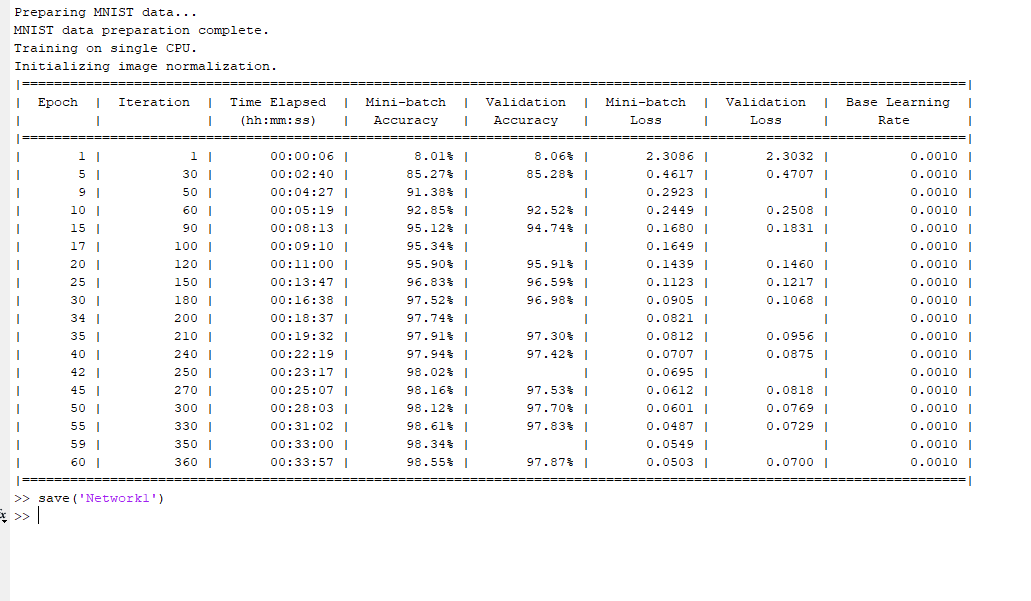 Preparing MNIST data...
MNIST data preparation complete.
Training on single CPU.
Initializing image normalization.
|======================================================================================================================|
|  Epoch  |  Iteration  |  Time Elapsed  |  Mini-batch  |  Validation  |  Mini-batch  |  Validation  |  Base Learning  |
|         |             |   (hh:mm:ss)   |   Accuracy   |   Accuracy   |     Loss     |     Loss     |      Rate       |
|======================================================================================================================|
|       1 |           1 |       00:00:06 |        8.01% |        8.06% |       2.3086 |       2.3032 |          0.0010 |
|       5 |          30 |       00:02:40 |       85.27% |       85.28% |       0.4617 |       0.4707 |          0.0010 |
|       9 |          50 |       00:04:27 |       91.38% |              |       0.2923 |              |          0.0010 |
|      10 |          60 |       00:05:19 |       92.85% |       92.52% |       0.2449 |       0.2508 |          0.0010 |
|      15 |          90 |       00:08:13 |       95.12% |       94.74% |       0.1680 |       0.1831 |          0.0010 |
|      17 |         100 |       00:09:10 |       95.34% |              |       0.1649 |              |          0.0010 |
|      20 |         120 |       00:11:00 |       95.90% |       95.91% |       0.1439 |       0.1460 |          0.0010 |
|      25 |         150 |       00:13:47 |       96.83% |       96.59% |       0.1123 |       0.1217 |          0.0010 |
|      30 |         180 |       00:16:38 |       97.52% |       96.98% |       0.0905 |       0.1068 |          0.0010 |
|      34 |         200 |       00:18:37 |       97.74% |              |       0.0821 |              |          0.0010 |
|      35 |         210 |       00:19:32 |       97.91% |       97.30% |       0.0812 |       0.0956 |          0.0010 |
|      40 |         240 |       00:22:19 |       97.94% |       97.42% |       0.0707 |       0.0875 |          0.0010 |
|      42 |         250 |       00:23:17 |       98.02% |              |       0.0695 |              |          0.0010 |
|      45 |         270 |       00:25:07 |       98.16% |       97.53% |       0.0612 |       0.0818 |          0.0010 |
|      50 |         300 |       00:28:03 |       98.12% |       97.70% |       0.0601 |       0.0769 |          0.0010 |
|      55 |         330 |       00:31:02 |       98.61% |       97.83% |       0.0487 |       0.0729 |          0.0010 |
|      59 |         350 |       00:33:00 |       98.34% |              |       0.0549 |              |          0.0010 |
|      60 |         360 |       00:33:57 |       98.55% |       97.87% |       0.0503 |       0.0700 |          0.0010 |
|======================================================================================================================|
>> save('Network1')
>>